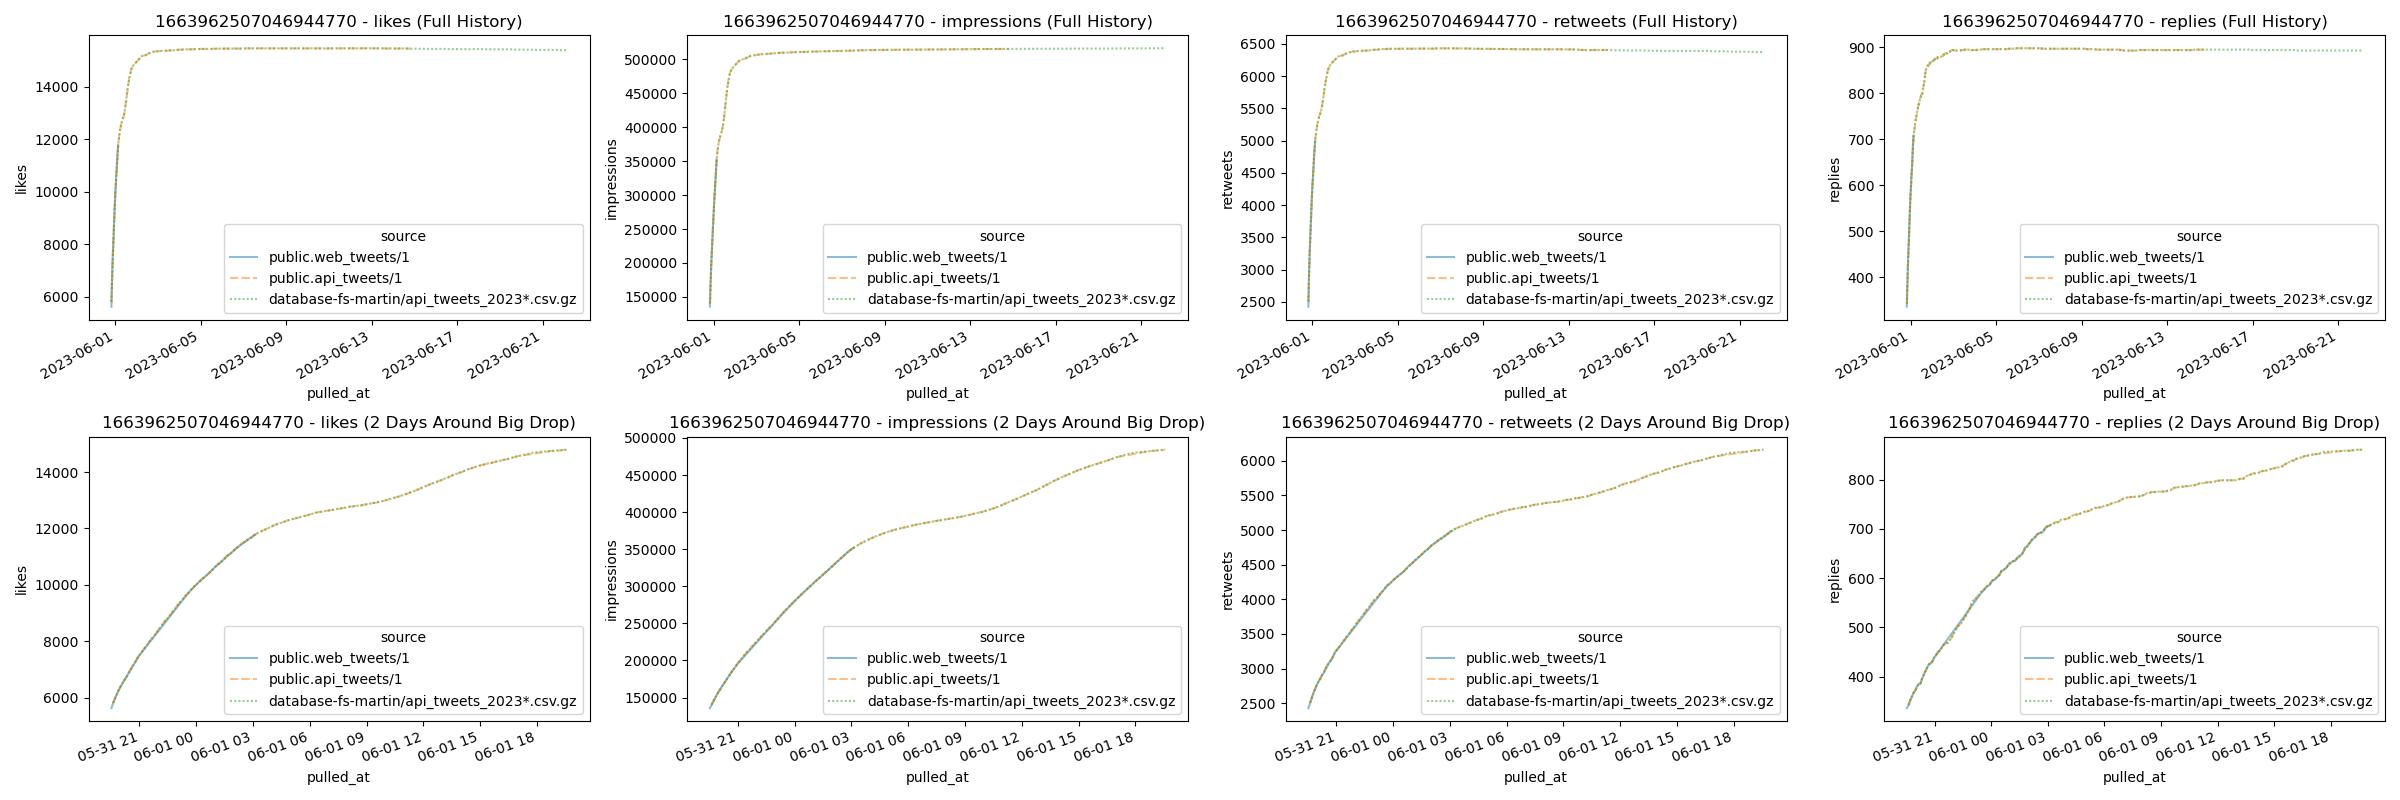 1663962507046944770 - likes (Full History)
likes
14000
12000
10000
8000
6000
source
public.web_tweets/1
public.api_tweets/1
database-fs-martin/api_tweets_2023*.csv.gz
2023-06-01
2023-06-05
2023-06-09
2023-06-13
2023-06-17
2023-06-21
pulled_at
1663962507046944770 - impressions (Full History)
impressions
500000
450000
400000
350000
300000
250000
200000
150000
source
public.web_tweets/1
public.api_tweets/1
database-fs-martin/api_tweets_2023*.csv.gz
2023-06-01
2023-06-05
2023-06-09
2023-06-13
2023-06-17
2023-06-21
pulled_at
1663962507046944770 - retweets (Full History)
retweets
6500
6000
5500
5000
4500
4000
3500
3000
2500
source
public.web_tweets/1
public.api_tweets/1
database-fs-martin/api_tweets_2023*.csv.gz
2023-06-01
2023-06-05
2023-06-09
2023-06-13
2023-06-17
2023-06-21
pulled_at
1663962507046944770 - replies (Full History)
replies
900
800
700
600
500
400
source
public.web_tweets/1
public.api_tweets/1
database-fs-martin/api_tweets_2023*.csv.gz
2023-06-01
2023-06-05
2023-06-09
2023-06-13
2023-06-17
2023-06-21
pulled_at
1663962507046944770 - likes (2 Days Around Big Drop)
likes
14000
12000
10000
8000
6000
source
public.web_tweets/1
public.api_tweets/1
database-fs-martin/api_tweets_2023*.csv.gz
05-31 21
06-01 00
06-01 03
06-01 06
06-01 09
06-01 12
06-01 15
06-01 18
pulled_at
1663962507046944770 - impressions (2 Days Around Big Drop)
impressions
500000
450000
400000
350000
300000
250000
200000
150000
source
public.web_tweets/1
public.api_tweets/1
database-fs-martin/api_tweets_2023*.csv.gz
05-31 21
06-01 00
06-01 03
06-01 06
06-01 09
06-01 12
06-01 15
06-01 18
pulled_at
1663962507046944770 - retweets (2 Days Around Big Drop)
retweets
6000
5500
5000
4500
4000
3500
3000
2500
source
public.web_tweets/1
public.api_tweets/1
database-fs-martin/api_tweets_2023*.csv.gz
05-31 21
06-01 00
06-01 03
06-01 06
06-01 09
06-01 12
06-01 15
06-01 18
pulled_at
1663962507046944770 - replies (2 Days Around Big Drop)
replies
800
700
600
500
400
source
public.web_tweets/1
public.api_tweets/1
database-fs-martin/api_tweets_2023*.csv.gz
05-31 21
06-01 00
06-01 03
06-01 06
06-01 09
06-01 12
06-01 15
06-01 18
pulled_at